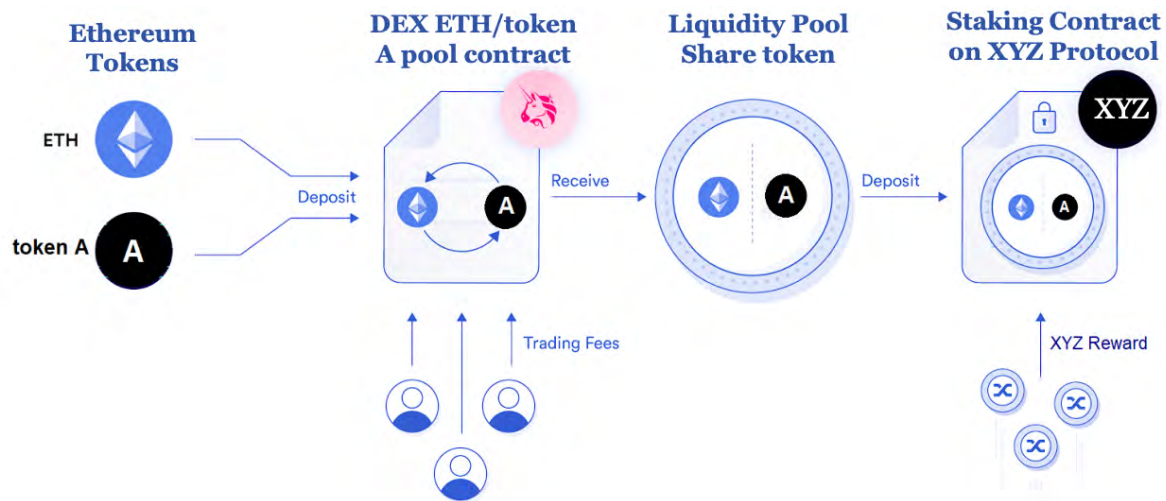 Ethereum
Tokens
DEX ETH/token
A pool contract
Liquidity Pool
Share token
Staking Contract
on XYZ Protocol
XYZ
ETH
Deposit
A
Receive
A
Deposit
A
token A
A
Trading Fees
XYZ Reward